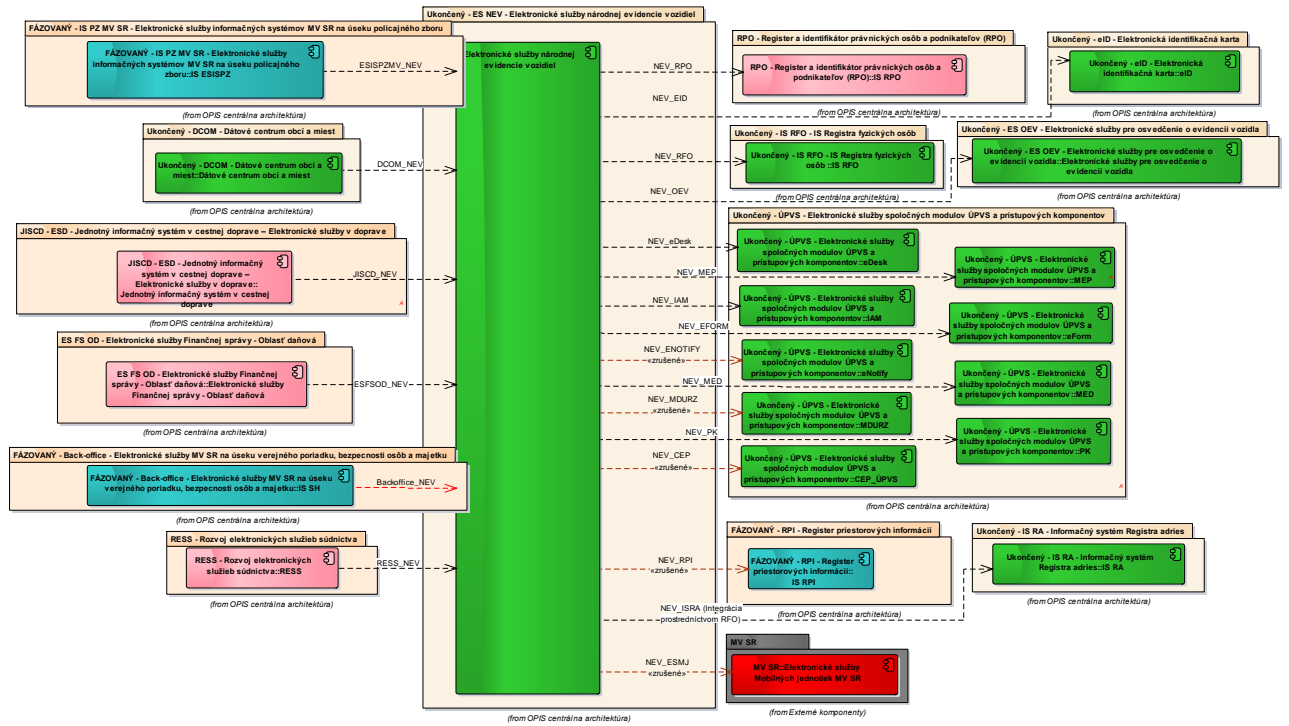 Ukončený - ES NEV - Elektronické služby národnej evidencie vozidiel
Elektronické služby národnej
evidencie vozidiel
(from OPIS centrálna architektúra)
FÁZOVANÝ - IS PZ MV SR - Elektronické služby informačných systémov MV SR na úseku policajného zboru
FÁZOVANÝ - IS PZ MV SR - Elektronické služby
informačných systémov MV SR na úseku policajného
zboru::IS ESISPZ
ESISPZMV_NEV
(from OPIS centrálna architektúra)
Ukončený - DCOM - Dátové centrum obcí a miest
Ukončený - DCOM - Dátové centrum obcí a
miest::Dátové centrum obcí a miest
DCOM_NEV
(from OPIS centrálna architektúra)
JISCD - ESD - Jednotný informačný systém v cestnej doprave – Elektronické služby v doprave
JISCD - ESD - Jednotný informačný
systém v cestnej doprave –
Elektronické služby v doprave::
Jednotný informačný systém v cestnej
doprave
JISCD_NEV
A
(from OPIS centrálna architektúra)
ES FS OD - Elektronické služby Finančnej správy - Oblasť daňová
ES FS OD - Elektronické služby Finančnej
správy - Oblasť daňová::Elektronické služby
Finančnej správy - Oblasť daňová
ESFSOD_NEV
(from OPIS centrálna architektúra)
FÁZOVANÝ - Back-office - Elektronické služby MV SR na úseku verejného poriadku, bezpecnosti osôb a majetku
FÁZOVANÝ - Back-office - Elektronické služby MV SR na úseku
verejného poriadku, bezpecnosti osôb a majetku::IS SH
Backoffice_NEV
(from OPIS centrálna architektúra)
RESS - Rozvoj elektronických služieb súdnictva
RESS - Rozvoj elektronických
služieb súdnictva::RESS
RESS_NEV
(from OPIS centrálna architektúra)
RPO - Register a identifikátor právnických osôb a podnikateľov (RPO)
RPO - Register a identifikátor právnických osôb a
podnikateľov (RPO)::IS RPO
NEV_RPO
(from OPIS centrálna architektúra)
Ukončený - eID - Elektronická identifikačná karta
Ukončený - eID - Elektronická
identifikačná karta::eID
NEV_EID
(from OPIS centrálna architektúra)
Ukončený - IS RFO - IS Registra fyzických osôb
Ukončený - IS RFO - IS Registra fyzických
osôb ::IS RFO
NEV_RFO
(from OPIS centrálna architektúra)
Ukončený - ES OEV - Elektronické služby pre osvedčenie o evidencii vozidla
Ukončený - ES OEV - Elektronické služby pre osvedčenie o
evidencii vozidla::Elektronické služby pre osvedčenie o
evidencii vozidla
NEV_OEV
(from OPIS centrálna architektúra)
Ukončený - ÚPVS - Elektronické služby spoločných modulov ÚPVS a prístupových komponentov
NEV_eDesk
Ukončený - ÚPVS - Elektronické
služby spoločných modulov ÚPVS a
prístupových komponentov::eDesk
NEV_MEP
Ukončený - ÚPVS - Elektronické
služby spoločných modulov ÚPVS a
prístupových komponentov::MEP
A
NEV_IAM
Ukončený - ÚPVS - Elektronické
služby spoločných modulov ÚPVS a
prístupových komponentov::IAM
NEV_EFORM
Ukončený - ÚPVS - Elektronické
služby spoločných modulov ÚPVS a
prístupových komponentov::eForm
NEV_ENOTIFY
«zrušené»
Ukončený - ÚPVS - Elektronické
služby spoločných modulov ÚPVS a
prístupových komponentov::eNotify
NEV_MED
Ukončený - ÚPVS - Elektronické
služby spoločných modulov ÚPVS
a prístupových komponentov::MED
NEV_MDURZ
«zrušené»
Ukončený - ÚPVS - Elektronické
služby spoločných modulov ÚPVS a
prístupových komponentov::MDURZ
NEV_PK
Ukončený - ÚPVS - Elektronické
služby spoločných modulov ÚPVS
a prístupových komponentov::PK
NEV_CEP
«zrušené»
Ukončený - ÚPVS - Elektronické
služby spoločných modulov ÚPVS a
prístupových komponentov::CEP_ÚPVS
A
(from OPIS centrálna architektúra)
FÁZOVANÝ - RPI - Register priestorových informácií
FÁZOVANÝ - RPI - Register
priestorových informácií::
IS RPI
NEV_RPI
«zrušené»
(from OPIS centrálna architektúra)
Ukončený - IS RA - Informačný systém Registra adries
Ukončený - IS RA - Informačný systém
Registra adries::IS RA
NEV_ISRA (Integrácia
prostredníctvom RFO)
(from OPIS centrálna architektúra)
MV SR
MV SR::Elektronické služby
Mobilných jednotiek MV SR
NEV_ESMJ
«zrušené»
(from Externé komponenty)